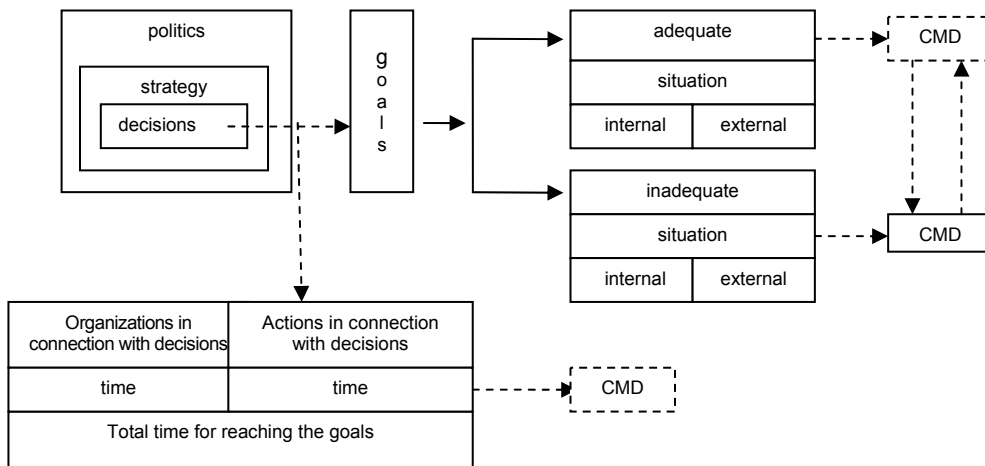 politics
strategy
decisions
goals
adequate
situation
internal
external
CMD
inadequate
situation
internal
external
CMD
Organizations in
connection with decisions
Actions in connection
with decisions
time
time
CMD
Total time for reaching the goals